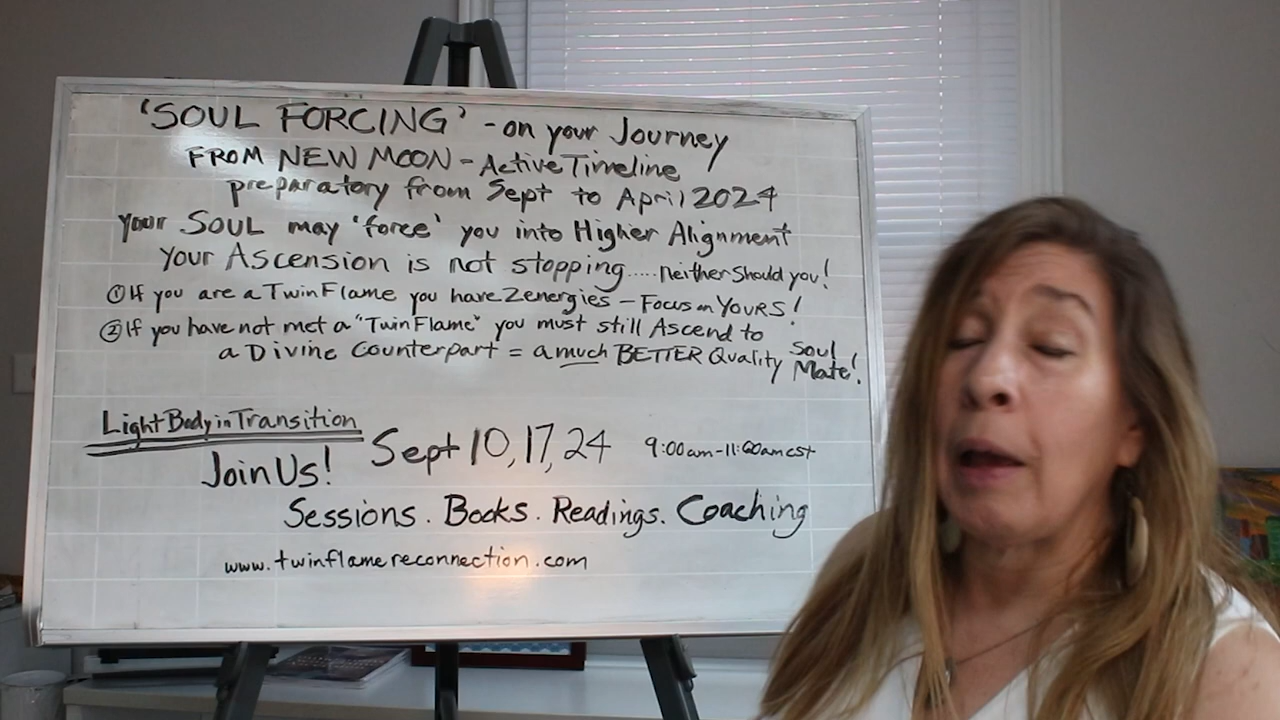 'SOUL FORCING' - on your Journey
FROM NEW MOON - Active Timeline
preparatory from Sept to April 2024
your SOUL may 'force' you into Higher Alignment
Your Ascension is not stopping..... neither should you!
① If you are a Twin Flame you have 2 energies - Focus on YOURS!
② If you have not met a "Twin Flame" you must still Ascend to
a Divine Counterpart = a much BETTER Quality Soul Mate!
Light Body in Transition
Join Us! Sept 10, 17, 24 9:00am-11:00am cst
Sessions. Books. Readings. Coaching
www.twinflamereconnection.com